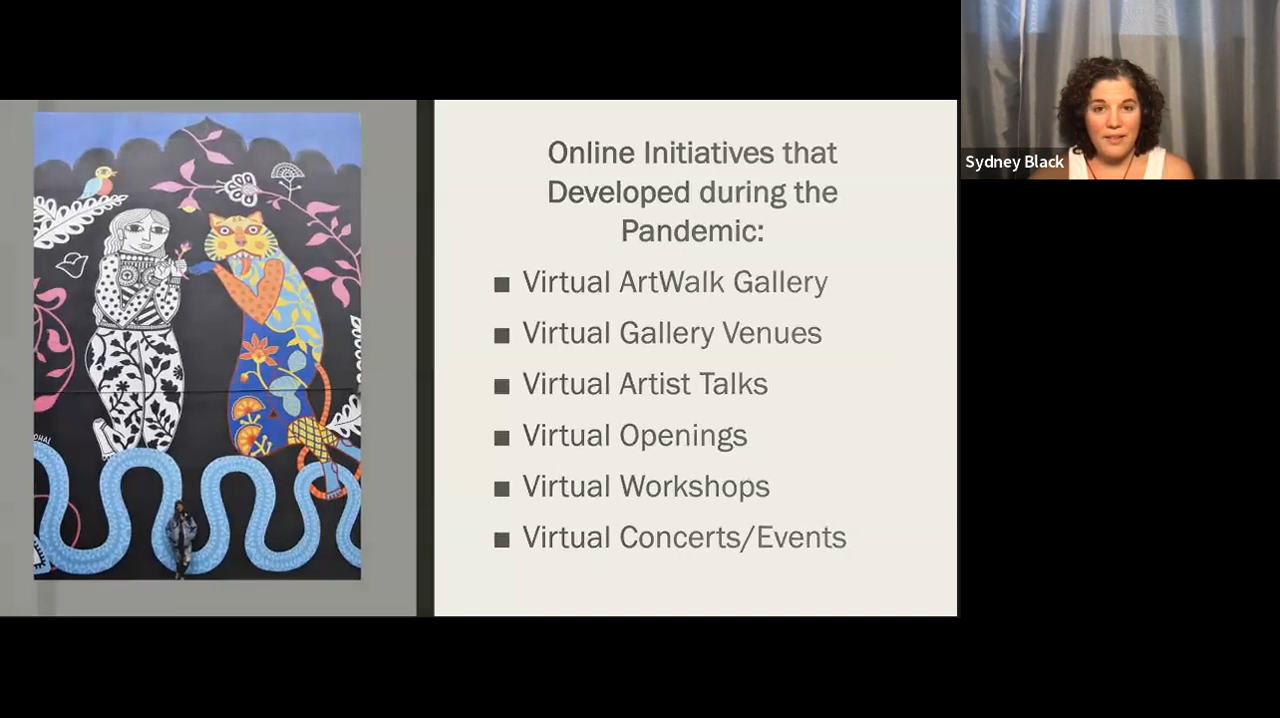 Online Initiatives that
Developed during the
Pandemic:
■ Virtual ArtWalk Gallery
■ Virtual Gallery Venues
■ Virtual Artist Talks
■ Virtual Openings
■ Virtual Workshops
■ Virtual Concerts/Events
Sydney Black